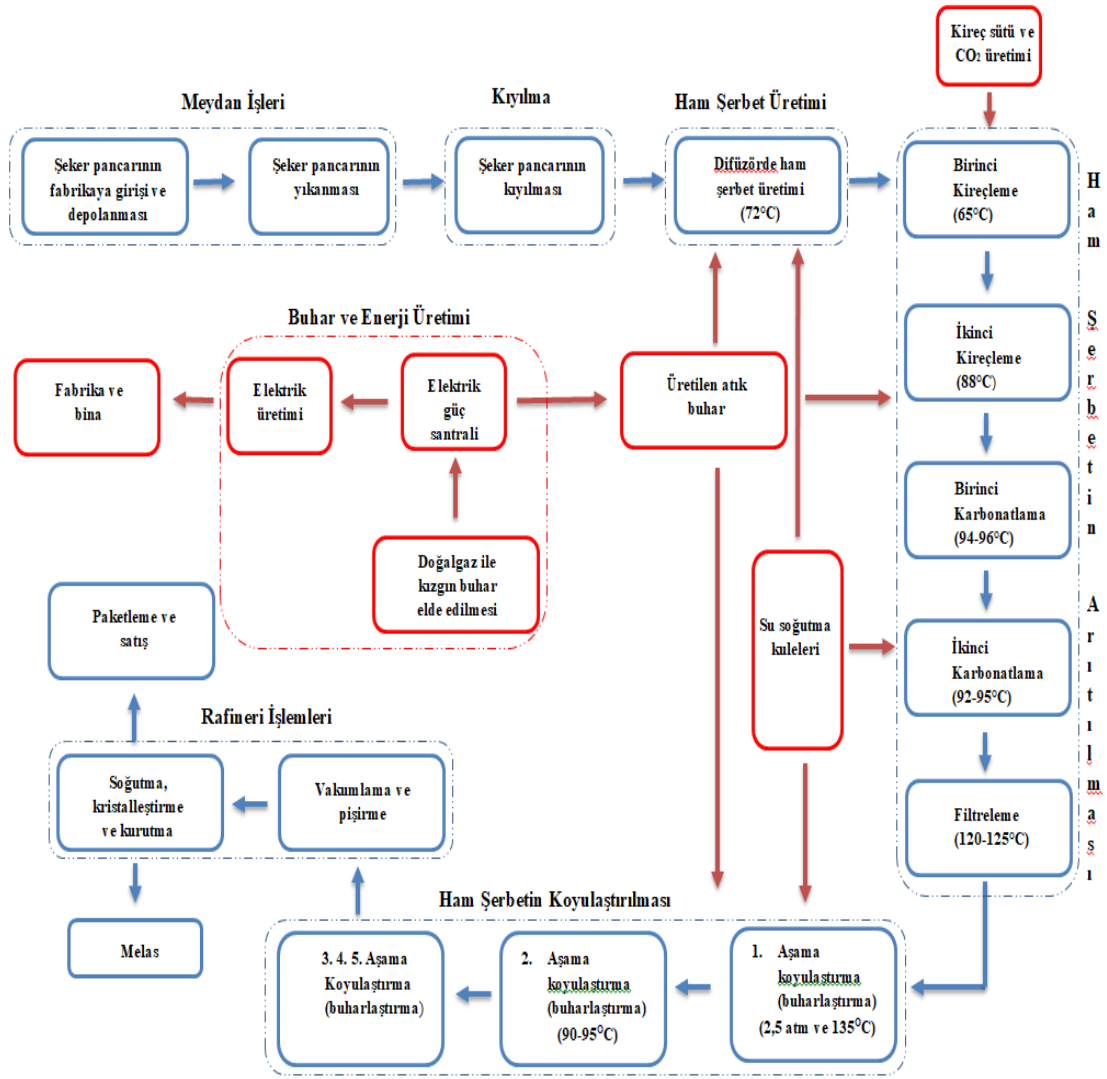 Kireç sütü ve
CO₂ üretimi
Meydan İşleri
Kıyılma
Ham Şerbet Üretimi
Şeker pancarının
fabrikaya girişi ve
depolanması
Şeker pancarının
yıkanması
Şeker pancarının
kıyılması
Difüzörde ham
şerbet üretimi
(72°C)
Birinci
Kireçleme
(65°C)
Ham Şerbetin Arıtılması
İkinci
Kireçleme
(88°C)
Buhar ve Enerji Üretimi
Fabrika ve
bina
Elektrik
üretimi
Elektrik
güç
santrali
Üretilen atık
buhar
Birinci
Karbonatlama
(94-96°C)
Doğalgaz ile
kızgın buhar
elde edilmesi
Su soğutma
kuleleri
Paketleme ve
satış
İkinci
Karbonatlama
(92-95°C)
Rafineri İşlemleri
Soğutma,
kristalleştirme
ve kurutma
Vakumlama ve
pişirme
Filtreleme
(120-125°C)
Melas
Ham Şerbetin Koyulaştırılması
3. 4. 5. Aşama
Koyulaştırma
(buharlaştırma)
2. Aşama
koyulaştırma
(buharlaştırma)
(90-95°C)
1. Aşama
koyulaştırma
(buharlaştırma)
(2,5 atm ve 135°C)